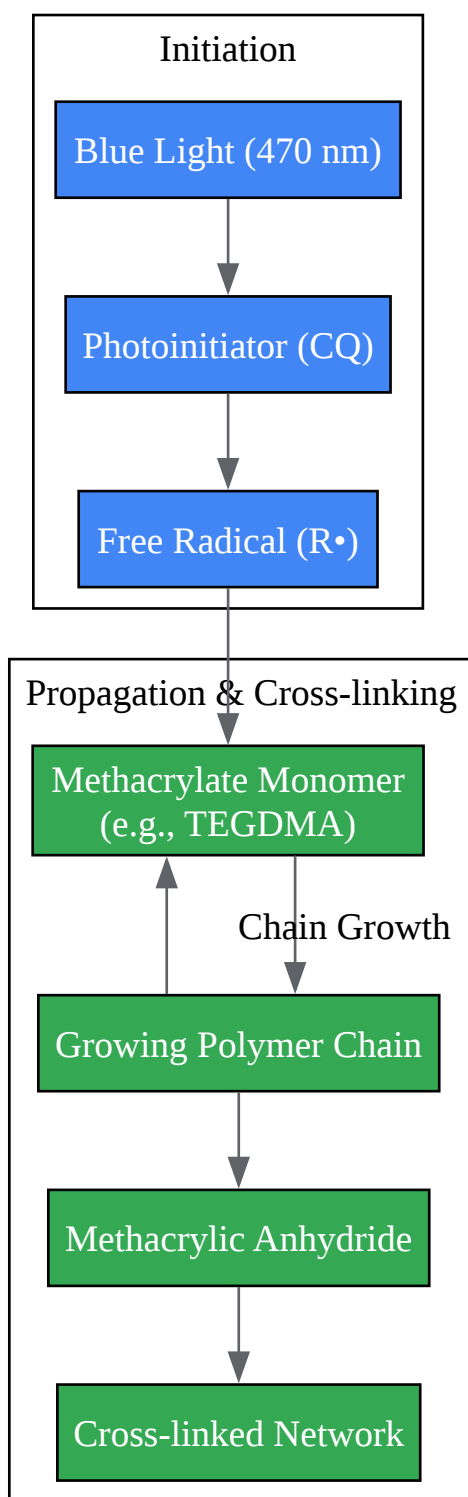 Initiation
Blue Light (470 nm)
Photoinitiator (CQ)
Free Radical (R•)
Propagation & Cross-linking
Methacrylate Monomer
(e.g., TEGDMA)
Chain Growth
Growing Polymer Chain
Methacrylic Anhydride
Cross-linked Network